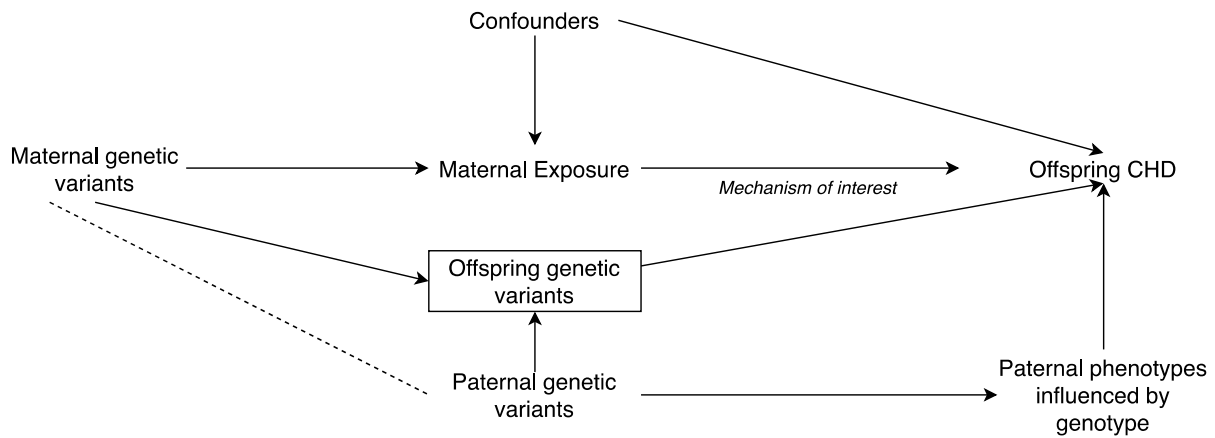 Confounders
Maternal genetic
variants
Maternal Exposure
Mechanism of interest
Offspring CHD
Offspring genetic
variants
Paternal genetic
variants
Paternal phenotypes
influenced by
genotype